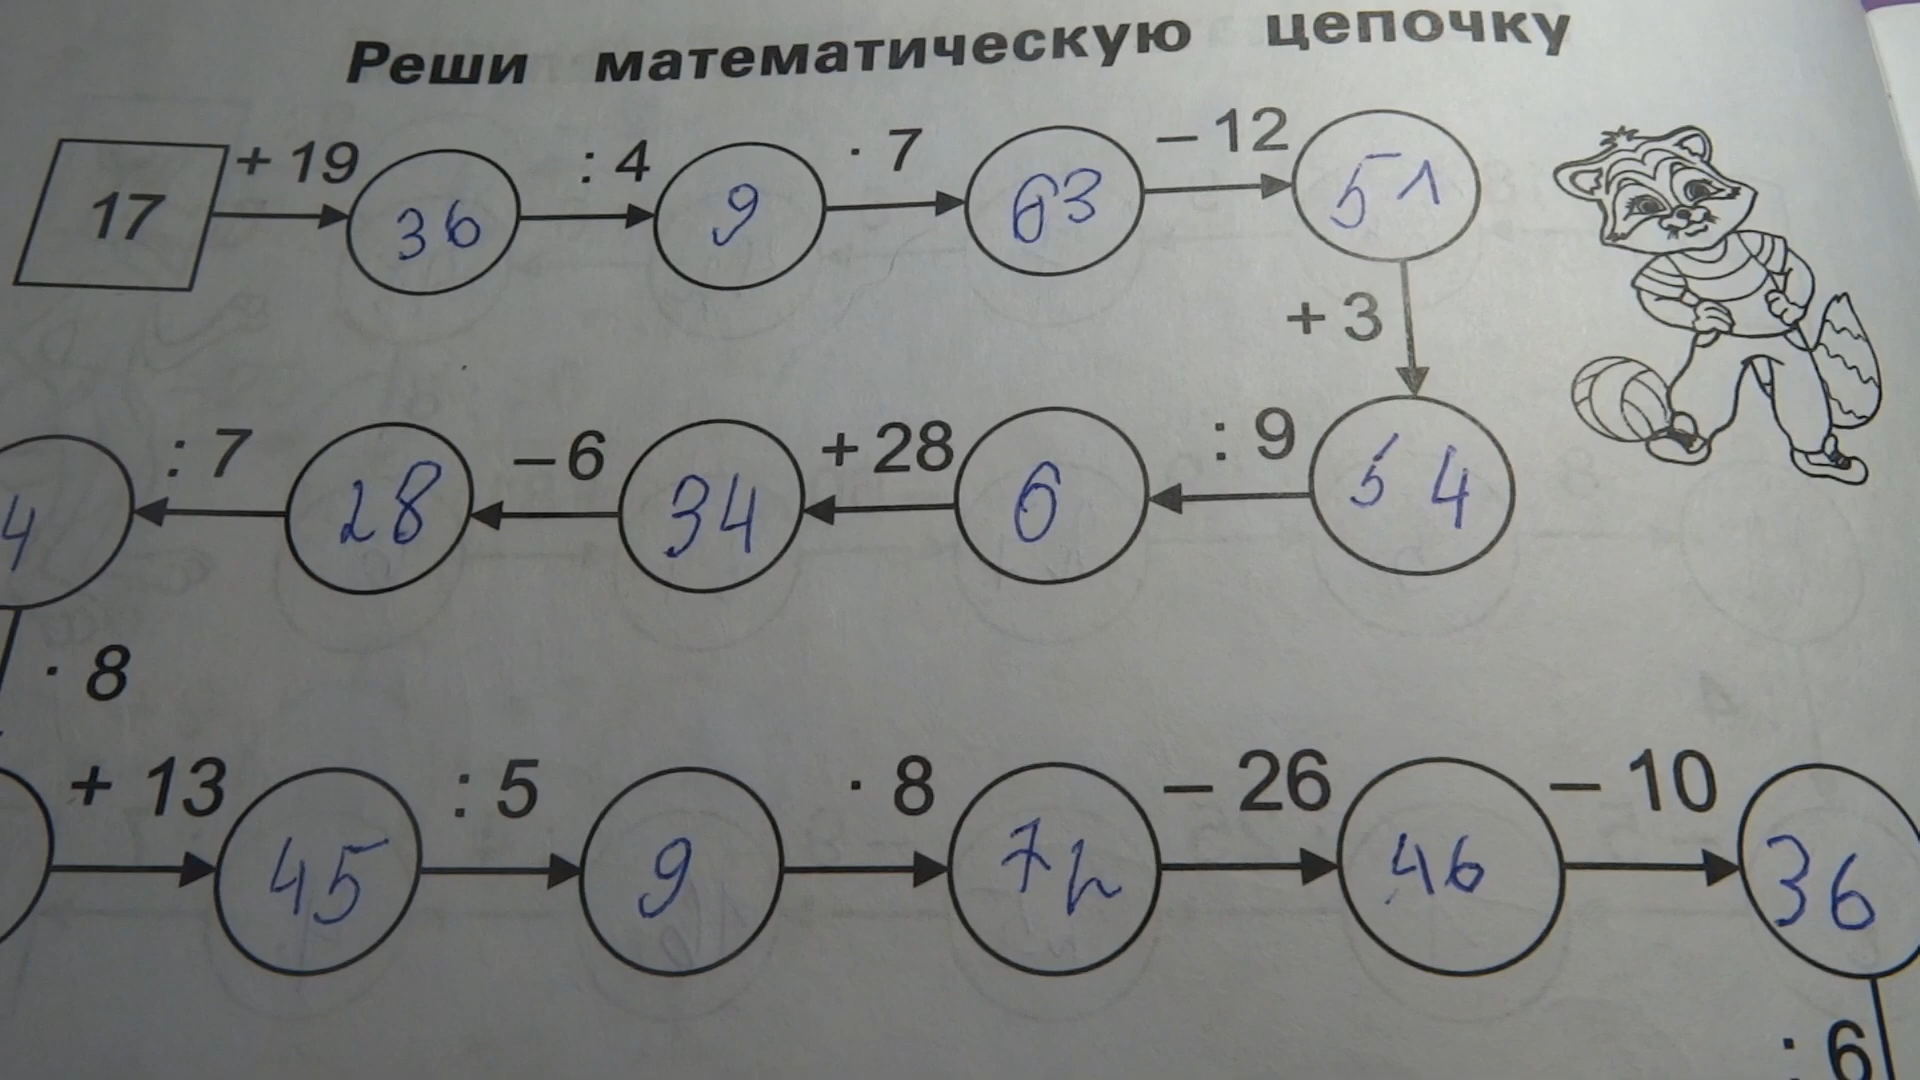 Реши математическую цепочку
17 + 19 36 : 4 9 · 7 63 – 12 51
+ 3
4 : 7 28 – 6 34 + 28 6 : 9 54
· 8
+ 13 45 : 5 9 · 8 72 – 26 46 – 10 36
: 6